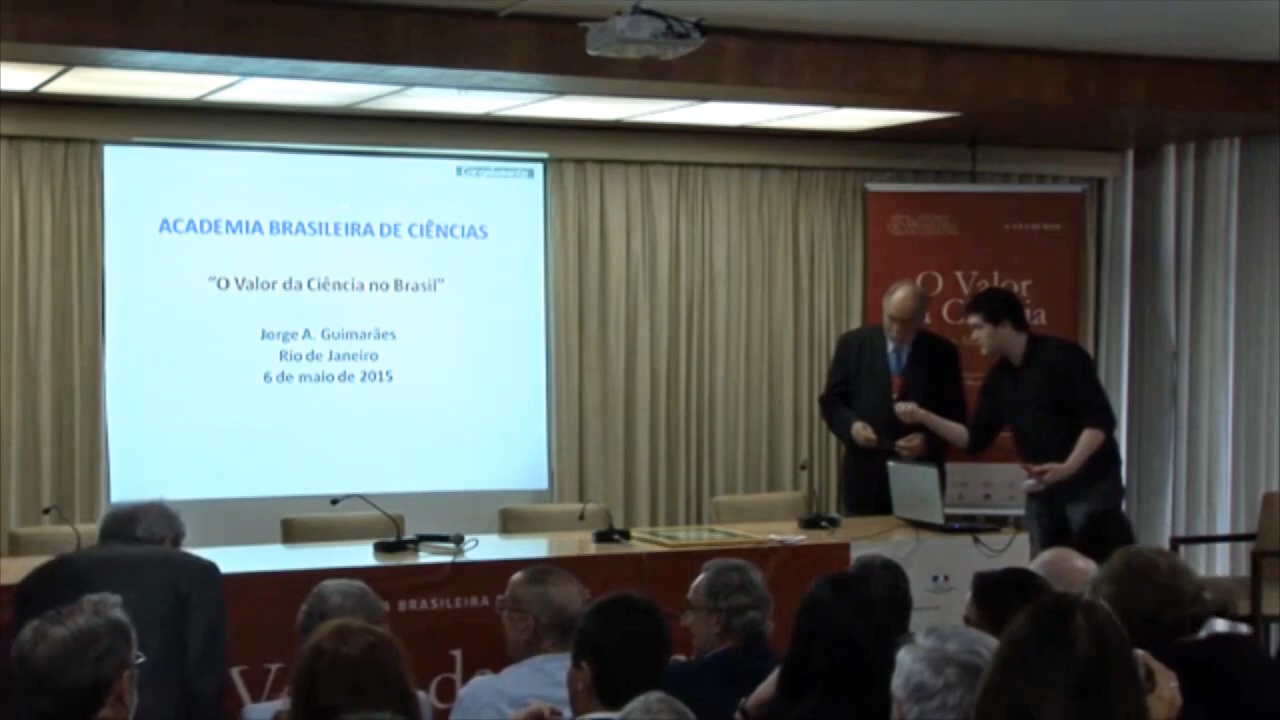 Congelamento
ACADEMIA BRASILEIRA DE CIÊNCIAS
“O Valor da Ciência no Brasil”
Jorge A. Guimarães
Rio de Janeiro
6 de maio de 2015
O Valor
BRASILEIRA
V